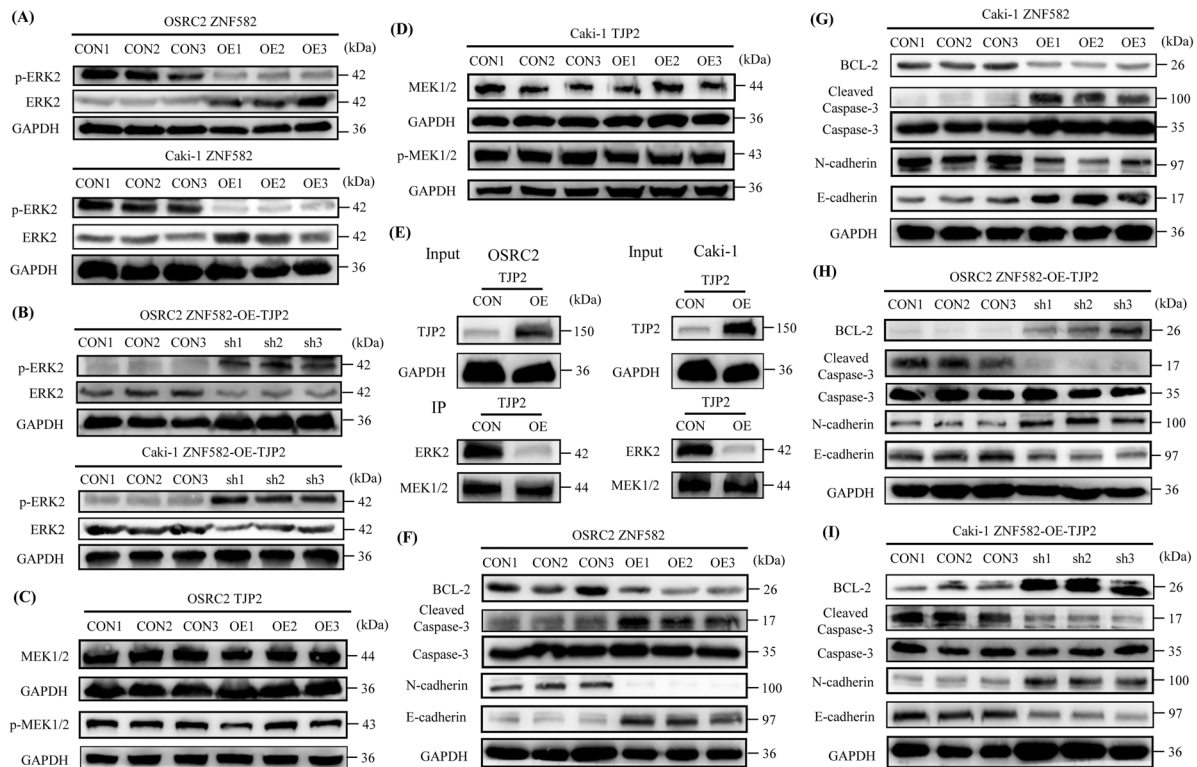 (A)
OSRC2 ZNF582
CON1 CON2 CON3 OE1 OE2 OE3 (kDa)
p-ERK2 42
ERK2 42
GAPDH 36
Caki-1 ZNF582
CON1 CON2 CON3 OE1 OE2 OE3 (kDa)
p-ERK2 42
ERK2 42
GAPDH 36
(B)
OSRC2 ZNF582-OE-TJP2
CON1 CON2 CON3 sh1 sh2 sh3 (kDa)
p-ERK2 42
ERK2 42
GAPDH 36
Caki-1 ZNF582-OE-TJP2
CON1 CON2 CON3 sh1 sh2 sh3 (kDa)
p-ERK2 42
ERK2 42
GAPDH 36
(C)
OSRC2 TJP2
CON1 CON2 CON3 OE1 OE2 OE3 (kDa)
MEK1/2 44
GAPDH 36
p-MEK1/2 43
GAPDH 36
(D)
Caki-1 TJP2
CON1 CON2 CON3 OE1 OE2 OE3 (kDa)
MEK1/2 44
GAPDH 36
p-MEK1/2 43
GAPDH 36
(E)
Input OSRC2
TJP2
CON OE (kDa)
TJP2 150
GAPDH 36
IP TJP2
CON OE
ERK2 42
MEK1/2 44
Input Caki-1
TJP2
CON OE
TJP2 150
GAPDH 36
TJP2
CON OE
ERK2 42
MEK1/2 44
(F)
OSRC2 ZNF582
CON1 CON2 CON3 OE1 OE2 OE3 (kDa)
BCL-2 26
Cleaved
Caspase-3 17
Caspase-3 35
N-cadherin 100
E-cadherin 97
GAPDH 36
(G)
Caki-1 ZNF582
CON1 CON2 CON3 OE1 OE2 OE3 (kDa)
BCL-2 26
Cleaved
Caspase-3 100
Caspase-3 35
N-cadherin 97
E-cadherin 17
GAPDH 36
(H)
OSRC2 ZNF582-OE-TJP2
CON1 CON2 CON3 sh1 sh2 sh3 (kDa)
BCL-2 26
Cleaved
Caspase-3 17
Caspase-3 35
N-cadherin 100
E-cadherin 97
GAPDH 36
(I)
Caki-1 ZNF582-OE-TJP2
CON1 CON2 CON3 sh1 sh2 sh3 (kDa)
BCL-2 26
Cleaved
Caspase-3 17
Caspase-3 35
N-cadherin 100
E-cadherin 97
GAPDH 36